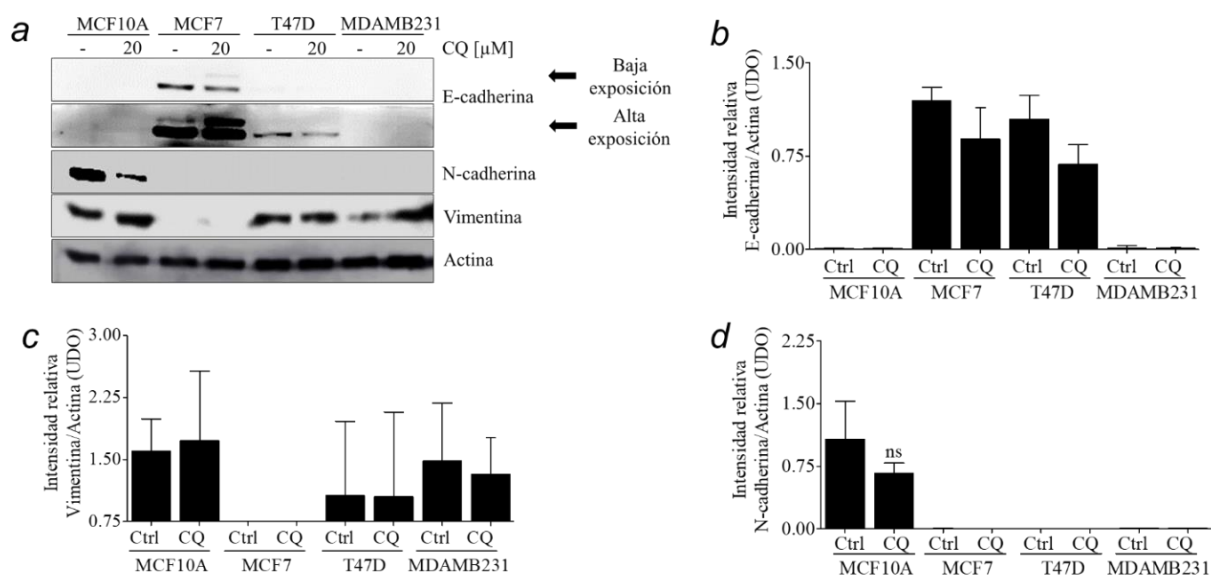 a
MCF10A MCF7 T47D MDAMB231
- 20 - 20 - 20 - 20 CQ [µM]
E-cadherina
Baja
exposición
Alta
exposición
N-cadherina
Vimentina
Actina
b
Intensidad relativa
E-cadherina/Actina (UDO)
1.50
0.75
0.00
Ctrl CQ Ctrl CQ Ctrl CQ Ctrl CQ
MCF10A MCF7 T47D MDAMB231
c
Intensidad relativa
Vimentina/Actina (UDO)
3.00
2.25
1.50
0.75
Ctrl CQ Ctrl CQ Ctrl CQ Ctrl CQ
MCF10A MCF7 T47D MDAMB231
d
Intensidad relativa
N-cadherina/Actina (UDO)
2.25
1.50
0.75
0.00
ns
Ctrl CQ Ctrl CQ Ctrl CQ Ctrl CQ
MCF10A MCF7 T47D MDAMB231